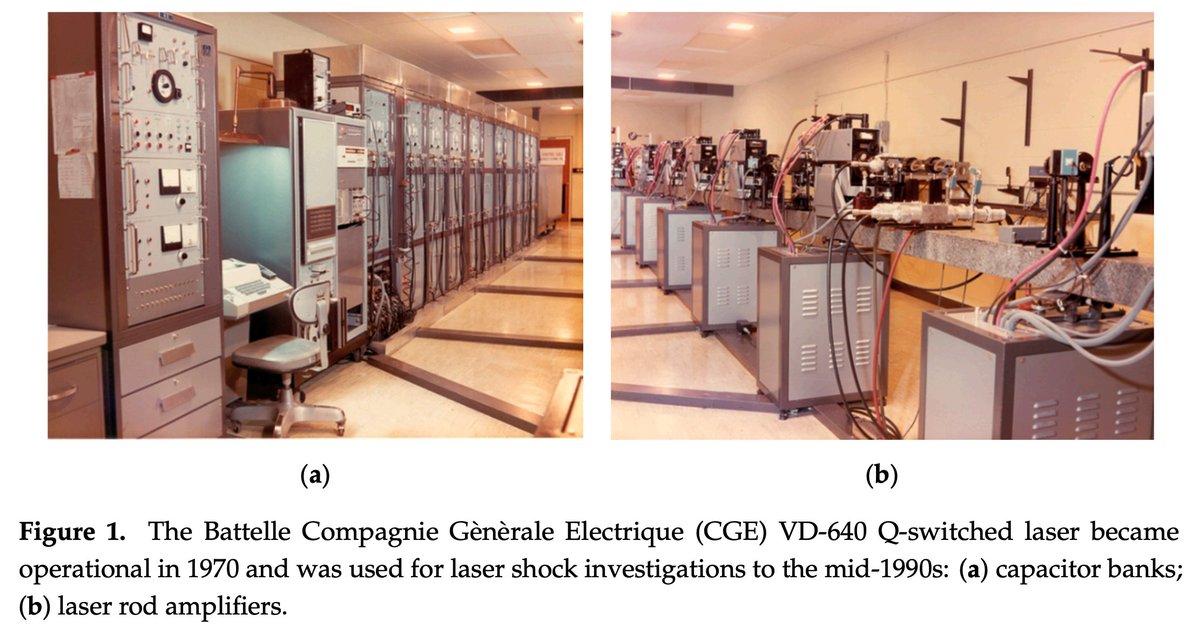 (a)
(b)
Figure 1. The Battelle Compagnie Gènèrale Electrique (CGE) VD-640 Q-switched laser became
operational in 1970 and was used for laser shock investigations to the mid-1990s: (a) capacitor banks;
(b) laser rod amplifiers.